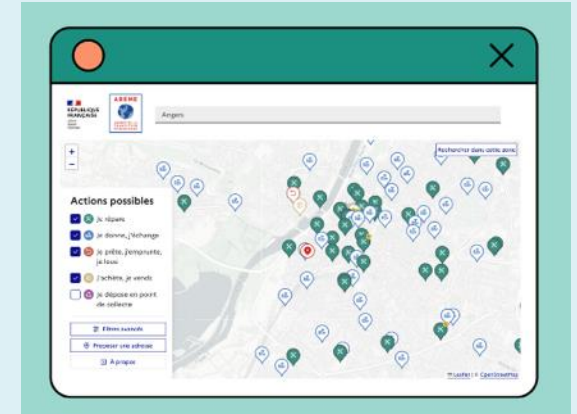 RÉPUBLIQUE
FRANÇAISE
ADEME
Angers
+
-
Rechercher dans cette zone
Actions possibles
Je répare
Je donne, j'échange
Je prête, j'emprunte,
je loue
J'achète, je vends
Je dépose en point
de collecte
Filtres avancés
Proposer une adresse
À propos
Leaflet | © OpenStreetMap